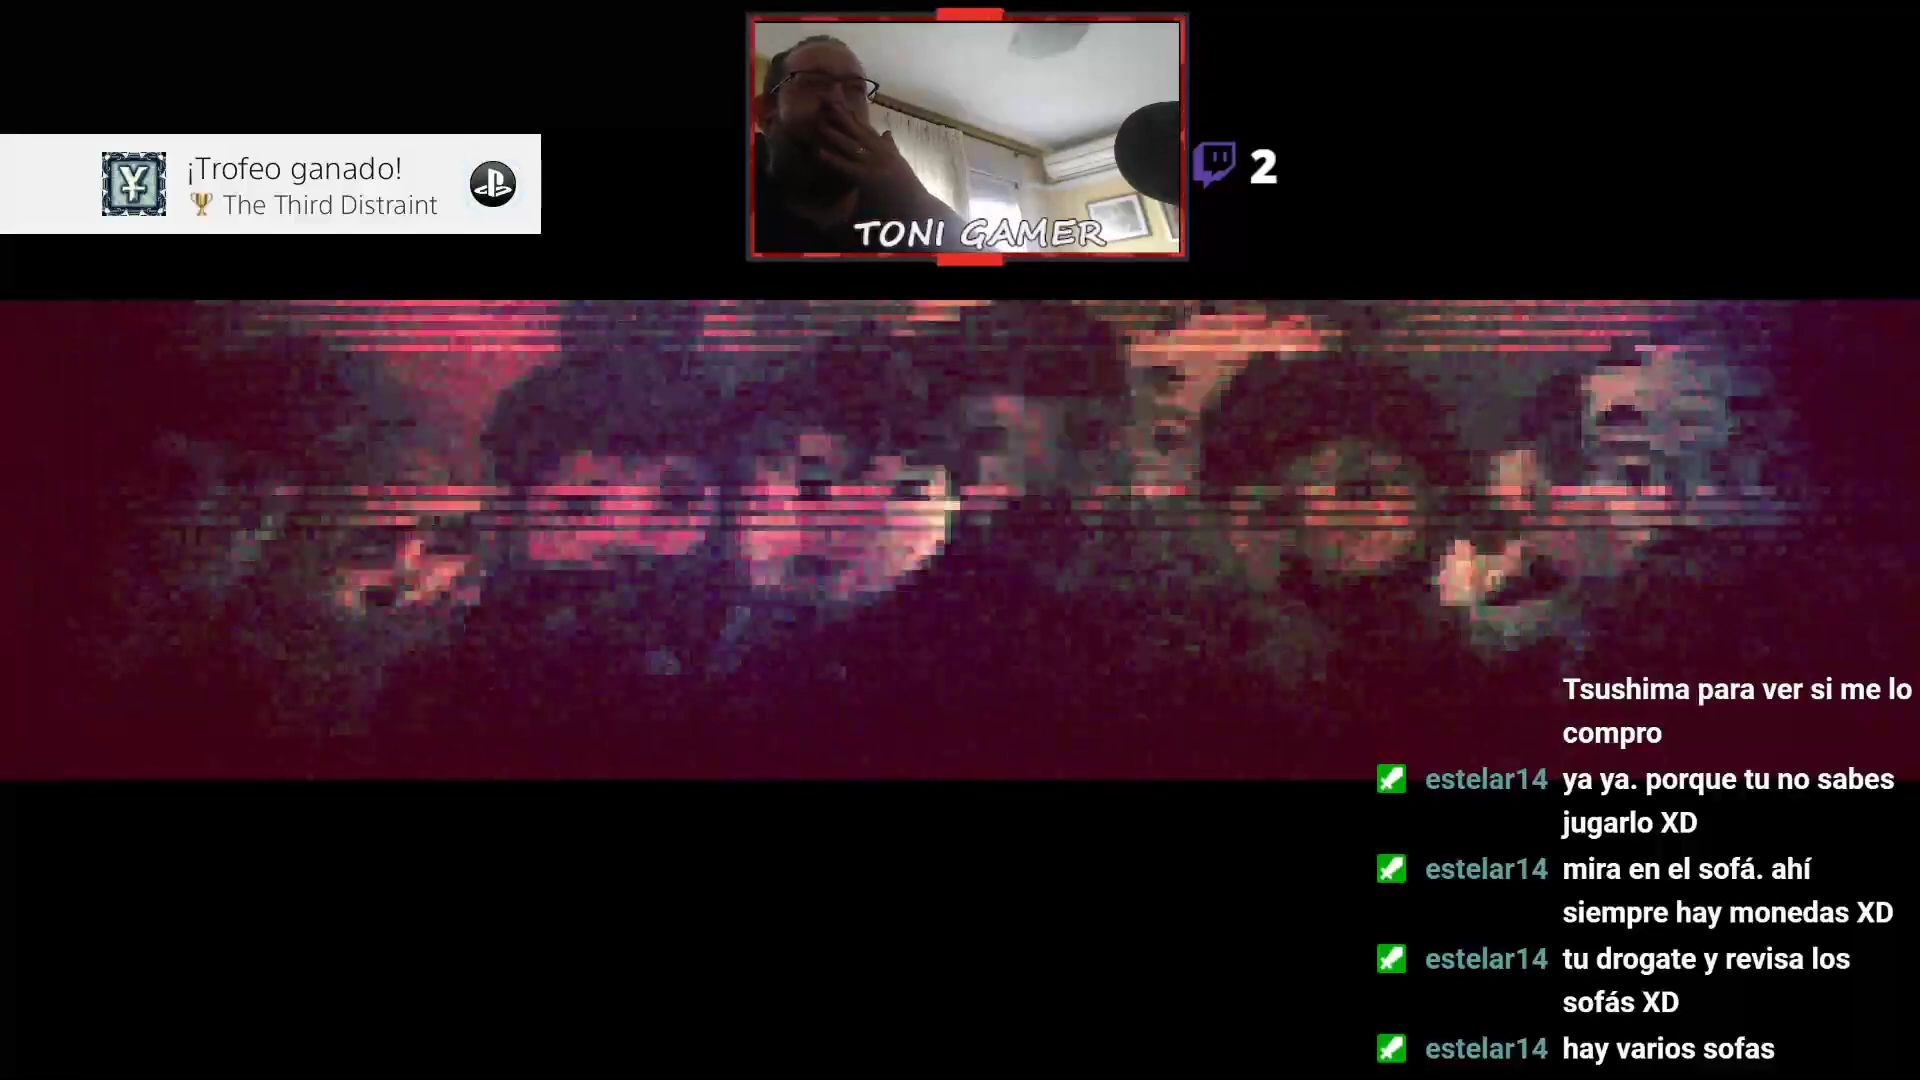 ¡Trofeo ganado!
The Third Distraint
TONI GAMER
2
Tsushima para ver si me lo
compro
estelar14 ya ya. porque tu no sabes
jugarlo XD
estelar14 mira en el sofá. ahí
siempre hay monedas XD
estelar14 tu drogate y revisa los
sofás XD
estelar14 hay varios sofas